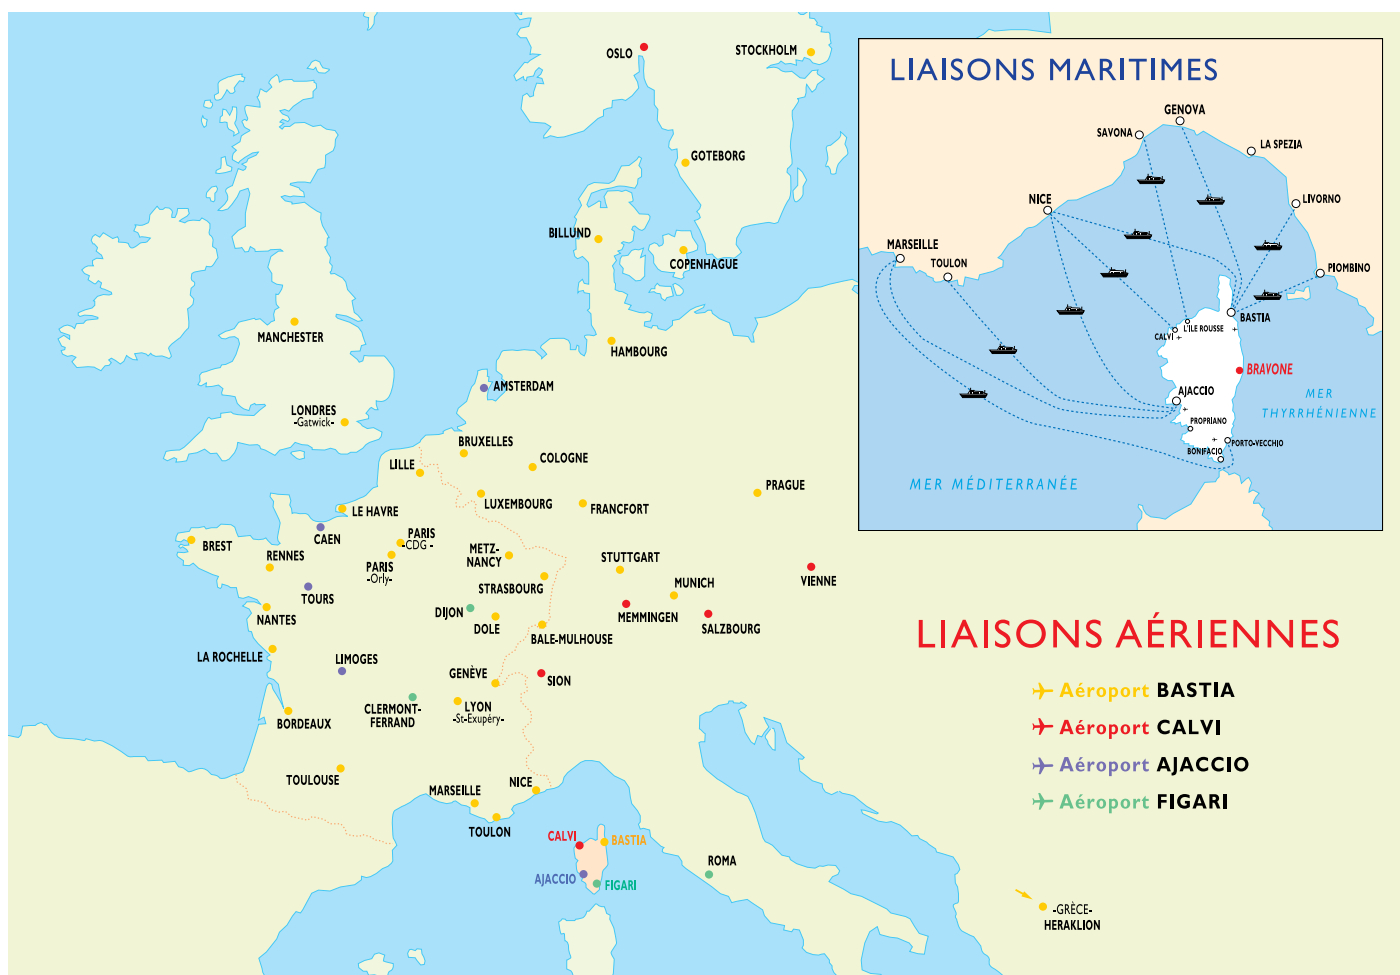 OSLO
STOCKHOLM
GOTEBORG
BILLUND
COPENHAGUE
MANCHESTER
HAMBOURG
AMSTERDAM
LONDRES
-Gatwick-
BRUXELLES
COLOGNE
LILLE
PRAGUE
LUXEMBOURG
FRANCFORT
LE HAVRE
CAEN
PARIS
-CDG -
BREST
RENNES
PARIS
-Orly-
METZ-
NANCY
STUTTGART
VIENNE
STRASBOURG
MUNICH
TOURS
NANTES
DIJON
DOLE
MEMMINGEN
SALZBOURG
BALE-MULHOUSE
LA ROCHELLE
LIMOGES
GENÈVE
SION
CLERMONT-
FERRAND
LYON
-St-Exupéry-
BORDEAUX
TOULOUSE
NICE
MARSEILLE
TOULON
CALVI
BASTIA
AJACCIO
FIGARI
ROMA
-GRÈCE-
HERAKLION
LIAISONS MARITIMES
GENOVA
SAVONA
LA SPEZIA
NICE
LIVORNO
MARSEILLE
TOULON
PIOMBINO
BASTIA
L'ILE ROUSSE
CALVI
BRAVONE
AJACCIO
MER
THYRRHÉNIENNE
PROPRIANO
PORTO-VECCHIO
BONIFACIO
MER MÉDITERRANÉE
LIAISONS AÉRIENNES
Aéroport BASTIA
Aéroport CALVI
Aéroport AJACCIO
Aéroport FIGARI